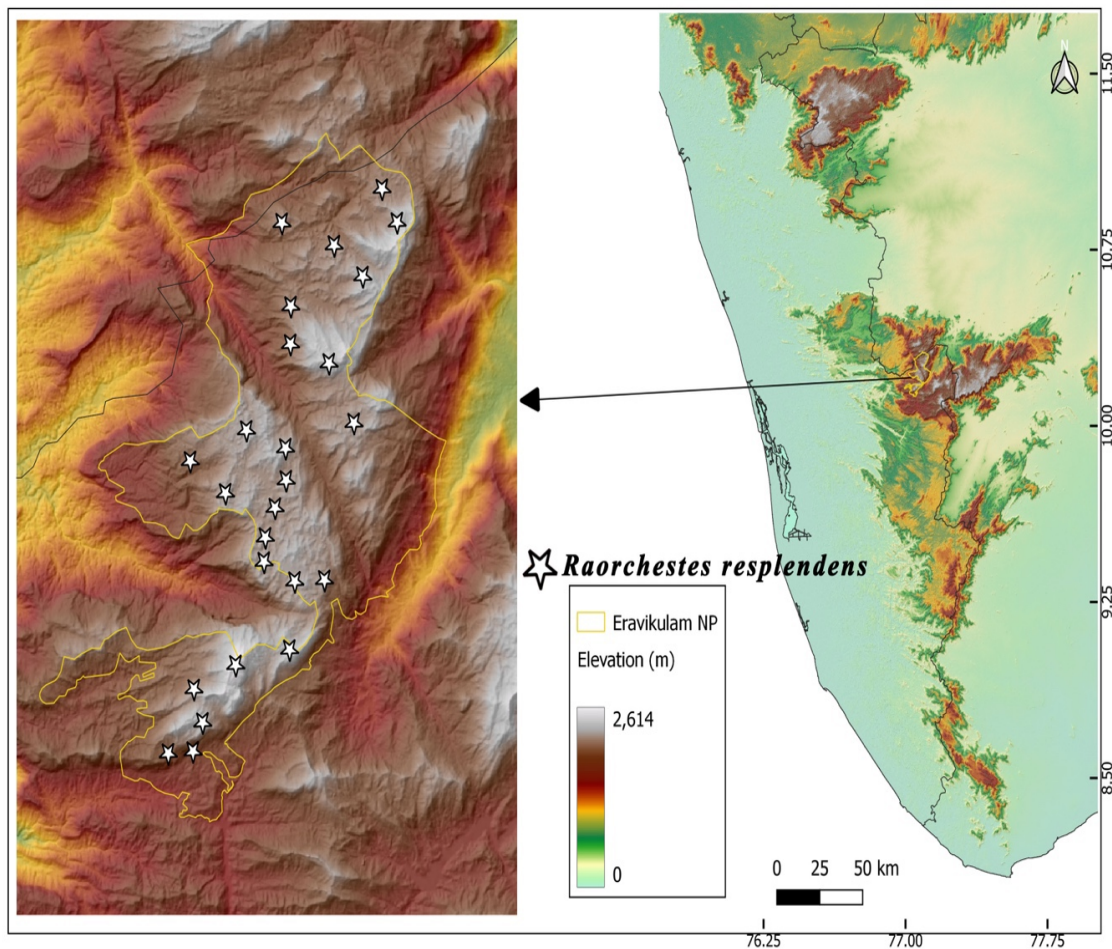 N
11.50
10.75
10.00
9.25
8.50
Raorchestes resplendens
Eravikulam NP
Elevation (m)
2,614
0
0 25 50 km
76.25 77.00 77.75